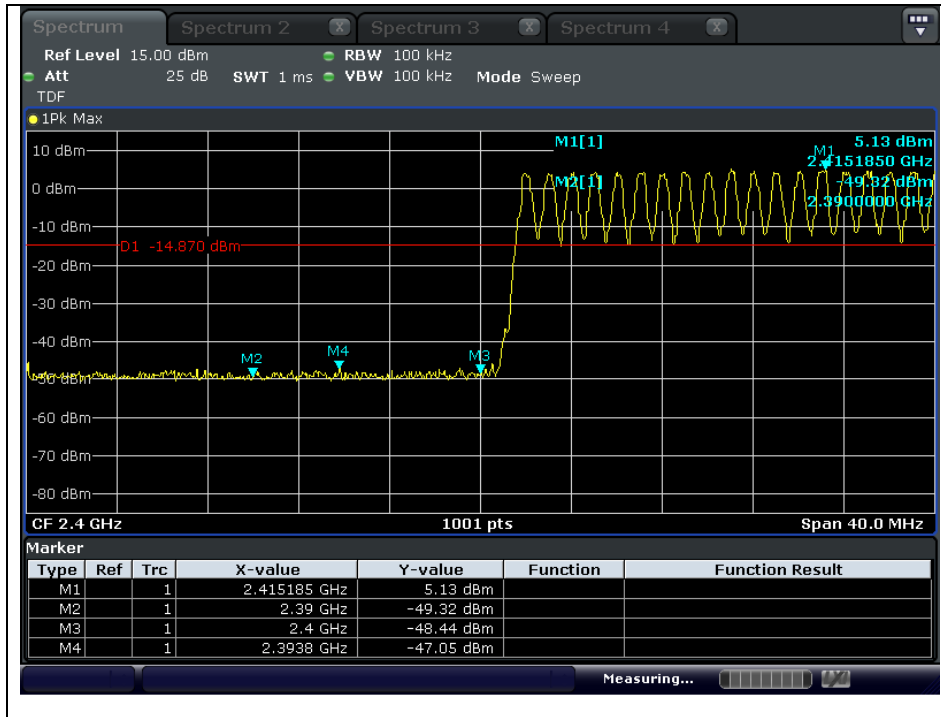 Spectrum Spectrum 2 X Spectrum 3 X Spectrum 4 X
Ref Level 15.00 dBm RBW 100 kHz
Att 25 dB SWT 1 ms VBW 100 kHz Mode Sweep
TDF
1Pk Max
M1[1] 5.13 dBm
2.4151850 GHz
M2[1] -49.32 dBm
2.3900000 GHz
M1
10 dBm
0 dBm
-10 dBm
D1 -14.870 dBm
-20 dBm
-30 dBm
-40 dBm
M2 M4 M3
-50 dBm
-60 dBm
-70 dBm
-80 dBm
CF 2.4 GHz 1001 pts Span 40.0 MHz
Marker
Type Ref Trc X-value Y-value Function Function Result
M1 1 2.415185 GHz 5.13 dBm
M2 1 2.39 GHz -49.32 dBm
M3 1 2.4 GHz -48.44 dBm
M4 1 2.3938 GHz -47.05 dBm
Measuring...